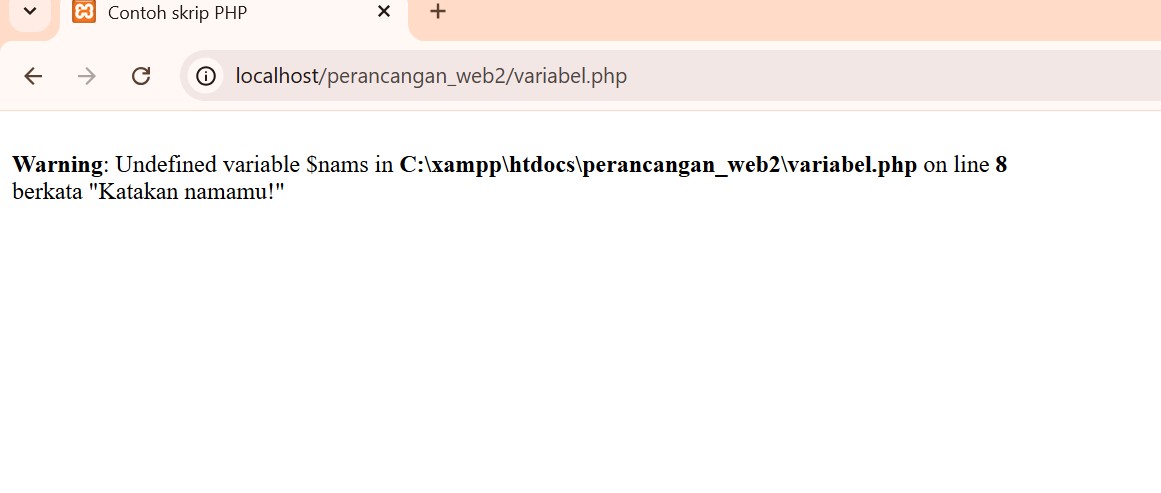 Contoh skrip PHP
localhost/perancangan_web2/variabel.php
Warning: Undefined variable $nams in C:\xampp\htdocs\perancangan_web2\variabel.php on line 8
berkata "Katakan namamu!"